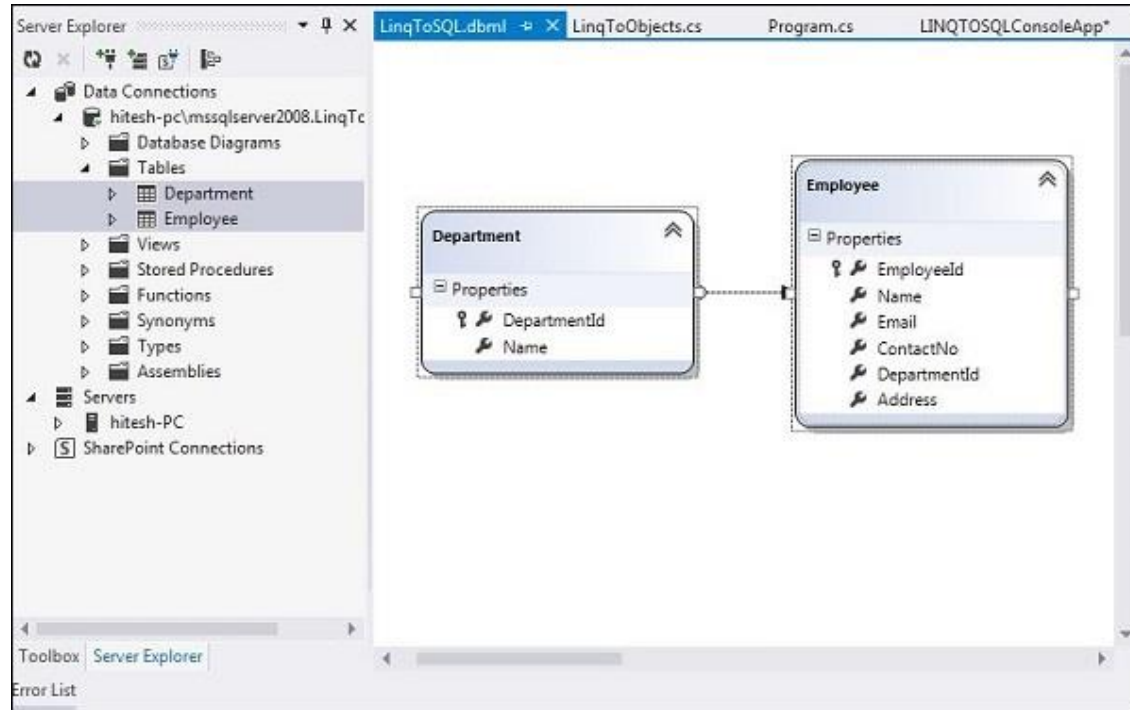 Server Explorer
LinqToSQL.dbml
LinqToObjects.cs
Program.cs
LINQTOSQLConsoleApp*
Data Connections
hitesh-pc\mssqlserver2008.LinqTo
Database Diagrams
Tables
Department
Employee
Views
Stored Procedures
Functions
Synonyms
Types
Assemblies
Servers
hitesh-PC
S SharePoint Connections
Department
Properties
DepartmentId
Name
Employee
Properties
EmployeeId
Name
Email
ContactNo
DepartmentId
Address
Toolbox
Server Explorer
Error List